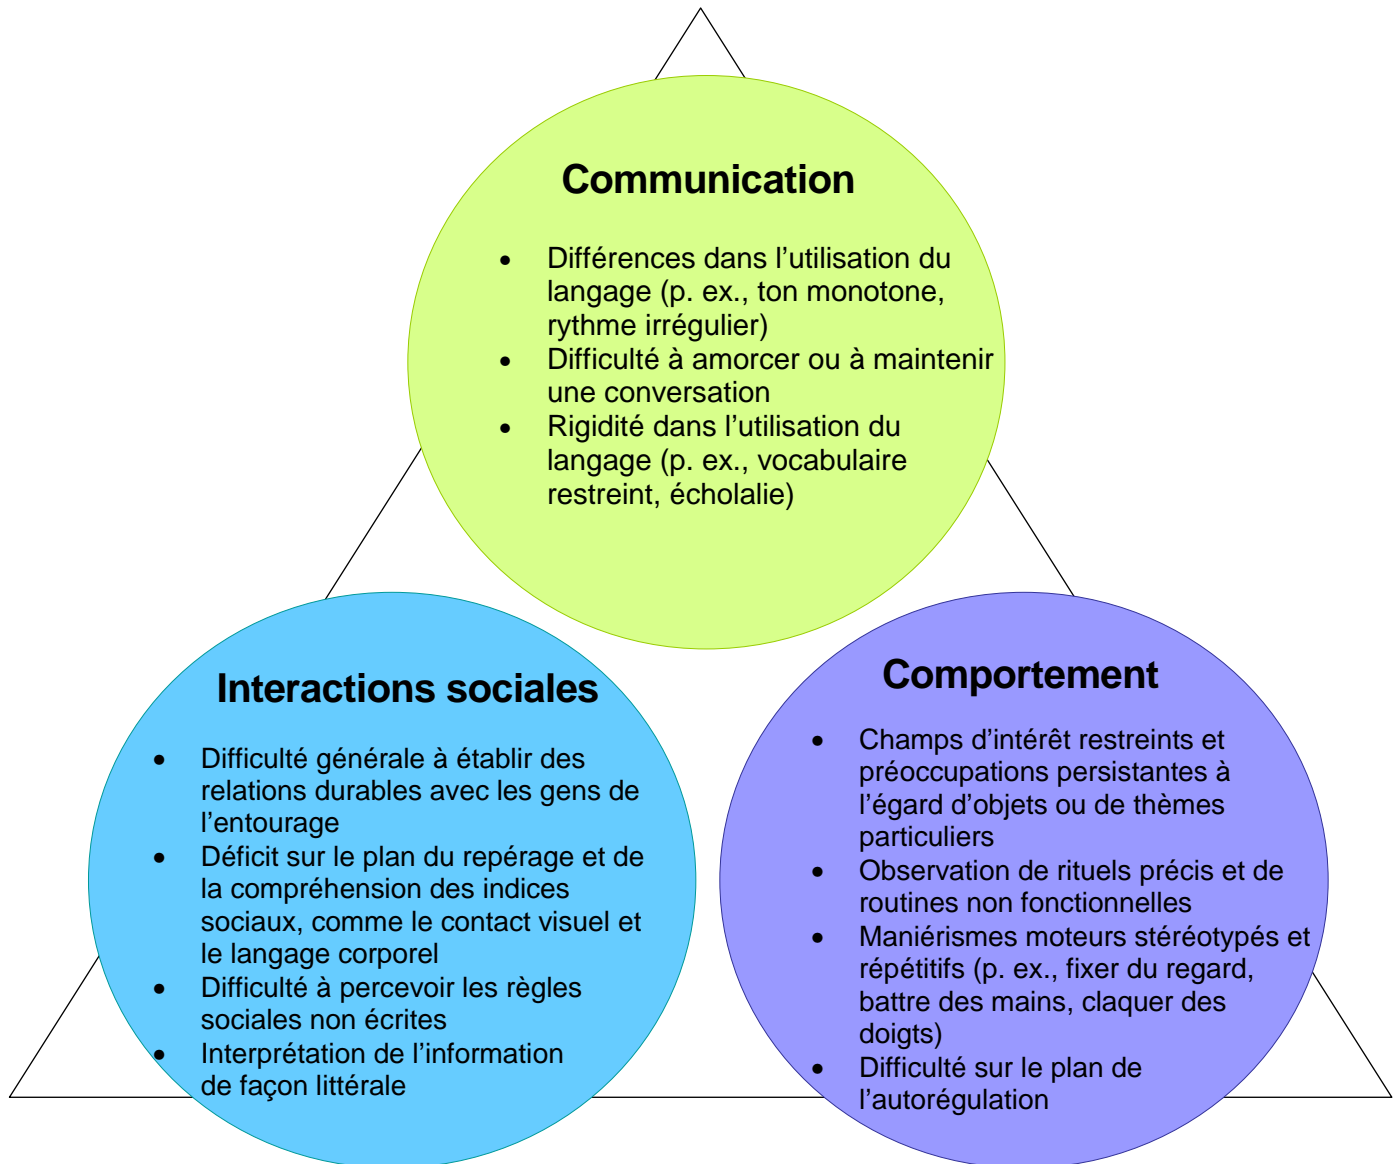 Communication
• Différences dans l’utilisation du
langage (p. ex., ton monotone,
rythme irrégulier)
• Difficulté à amorcer ou à maintenir
une conversation
• Rigidité dans l’utilisation du
langage (p. ex., vocabulaire
restreint, écholalie)
Interactions sociales
• Difficulté générale à établir des
relations durables avec les gens de
l’entourage
• Déficit sur le plan du repérage et de
la compréhension des indices
sociaux, comme le contact visuel et
le langage corporel
• Difficulté à percevoir les règles
sociales non écrites
• Interprétation de l’information
de façon littérale
Comportement
• Champs d’intérêt restreints et
préoccupations persistantes à
l’égard d’objets ou de thèmes
particuliers
• Observation de rituels précis et de
routines non fonctionnelles
• Maniérismes moteurs stéréotypés et
répétitifs (p. ex., fixer du regard,
battre des mains, claquer des
doigts)
• Difficulté sur le plan de
l’autorégulation